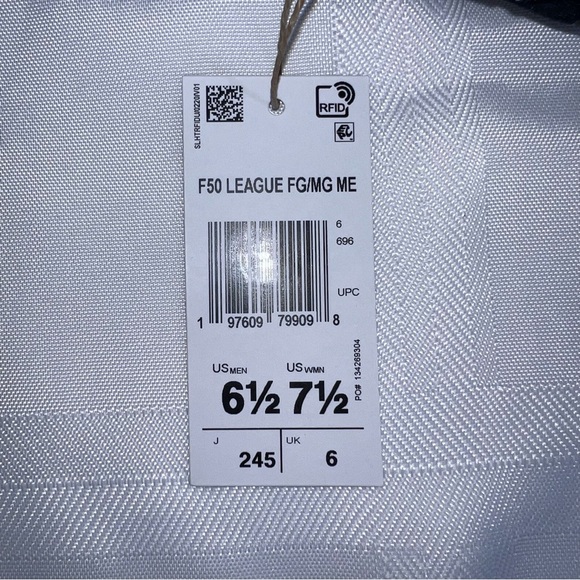 SLHTRFIDUI0220IV01
RFID
F50 LEAGUE FG/MG ME
6
696
UPC
1 97609 79909 8
PO# 134269304
US MEN US WMN
6½ 7½
J UK
245 6